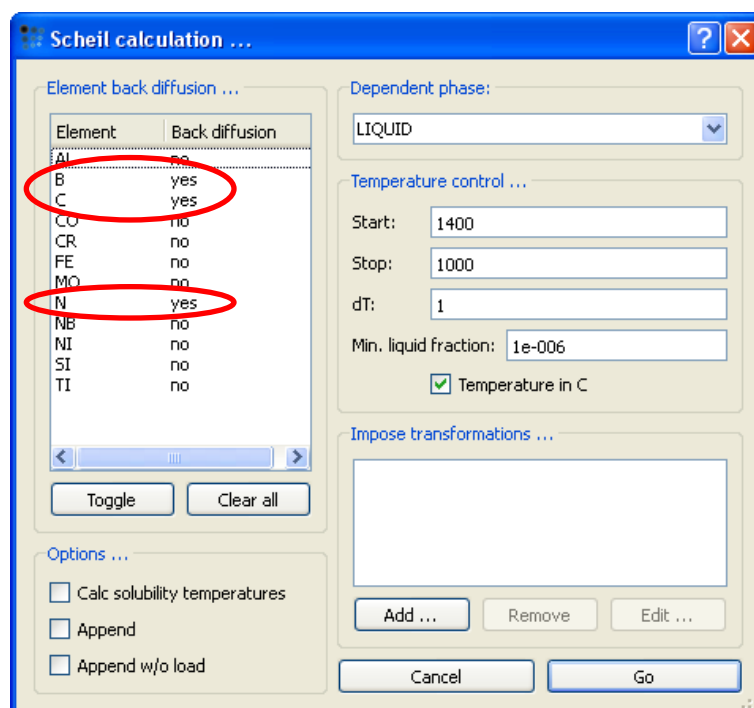 Scheil calculation ...
Element back diffusion ...
Element Back diffusion
AL no
B yes
C yes
CO no
CR no
FE no
MO no
N yes
NB no
NI no
SI no
TI no
Toggle
Clear all
Options ...
Calc solubility temperatures
Append
Append w/o load
Dependent phase:
LIQUID
Temperature control ...
Start: 1400
Stop: 1000
dT: 1
Min. liquid fraction: 1e-006
Temperature in C
Impose transformations ...
Add ...
Remove
Edit ...
Cancel
Go